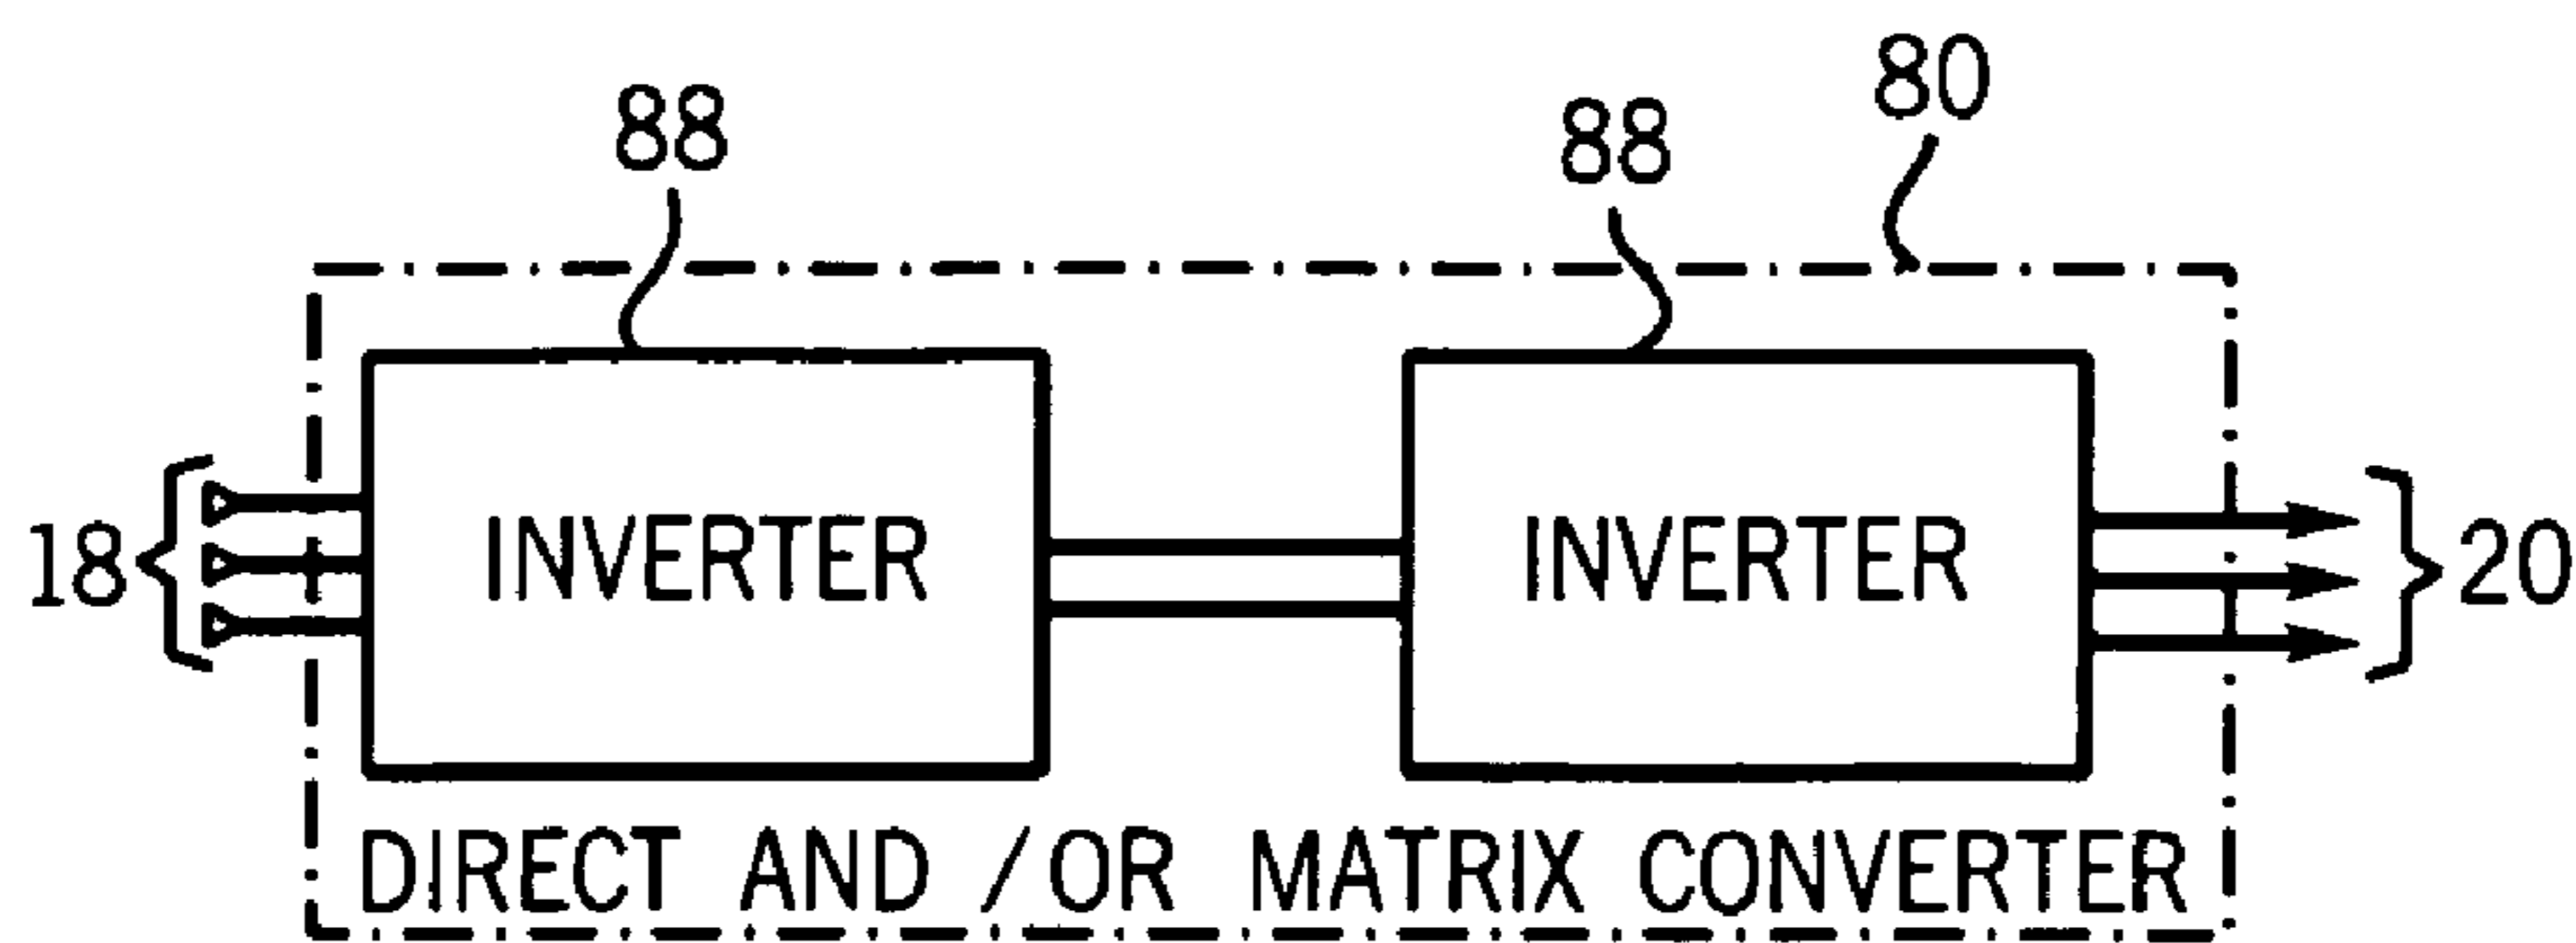 80
88
88
18
INVERTER
INVERTER
20
DIRECT AND /OR MATRIX CONVERTER